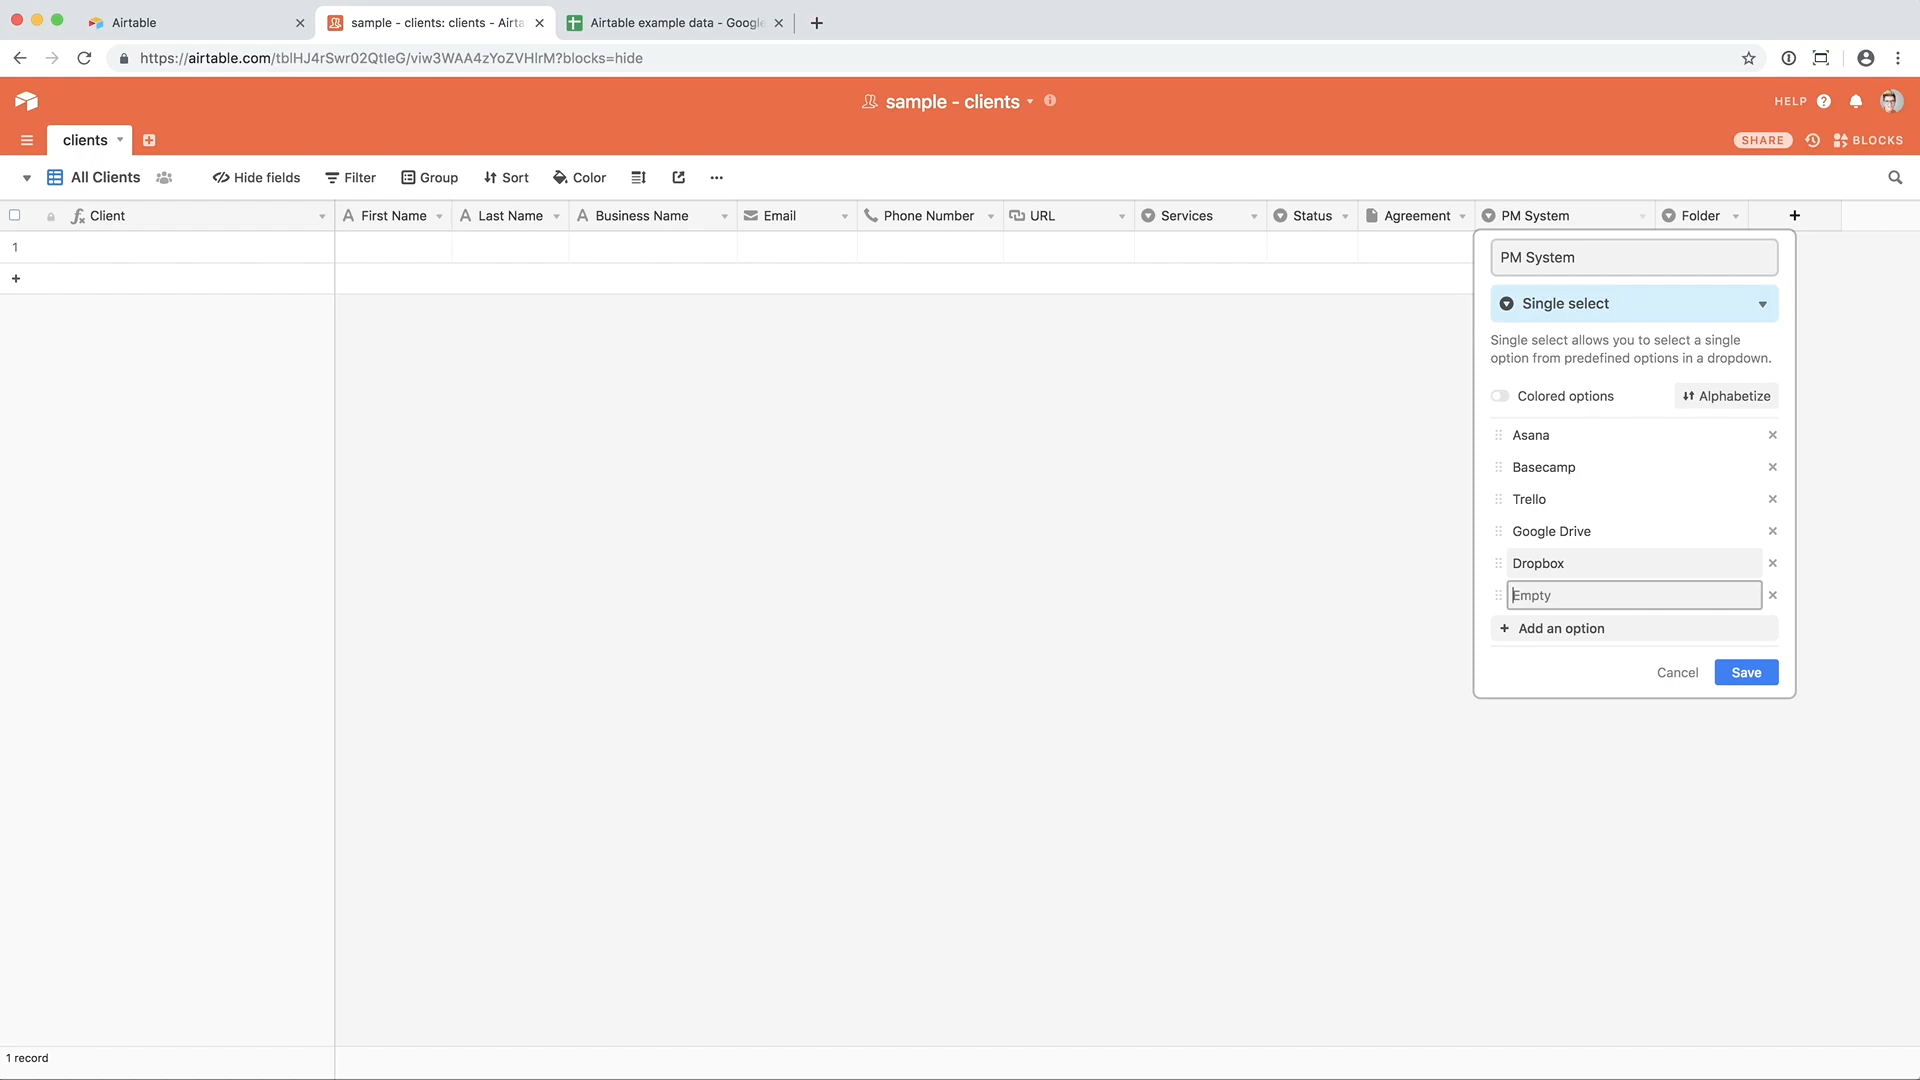 Airtable
sample - clients: clients - Airta
Airtable example data - Google
https://airtable.com/tblHJ4rSwr02QtIeG/viw3WAA4zYoZVHlrM?blocks=hide
sample - clients
HELP
clients
SHARE
BLOCKS
All Clients
Hide fields
Filter
Group
Sort
Color
Client
First Name
Last Name
Business Name
Email
Phone Number
URL
Services
Status
Agreement
PM System
Folder
1
PM System
Single select
Single select allows you to select a single
option from predefined options in a dropdown.
Colored options
Alphabetize
Asana
Basecamp
Trello
Google Drive
Dropbox
Empty
Add an option
Cancel
Save
1 record